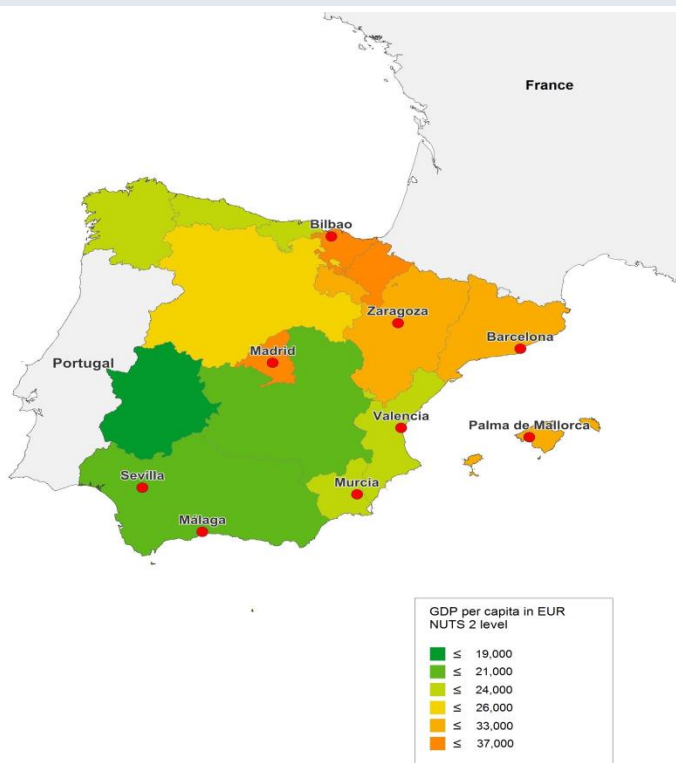 France
Bilbao
Zaragoza
Barcelona
Madrid
Portugal
Valencia
Palma de Mallorca
Sevilla
Murcia
Málaga
GDP per capita in EUR
NUTS 2 level
≤ 19,000
≤ 21,000
≤ 24,000
≤ 26,000
≤ 33,000
≤ 37,000